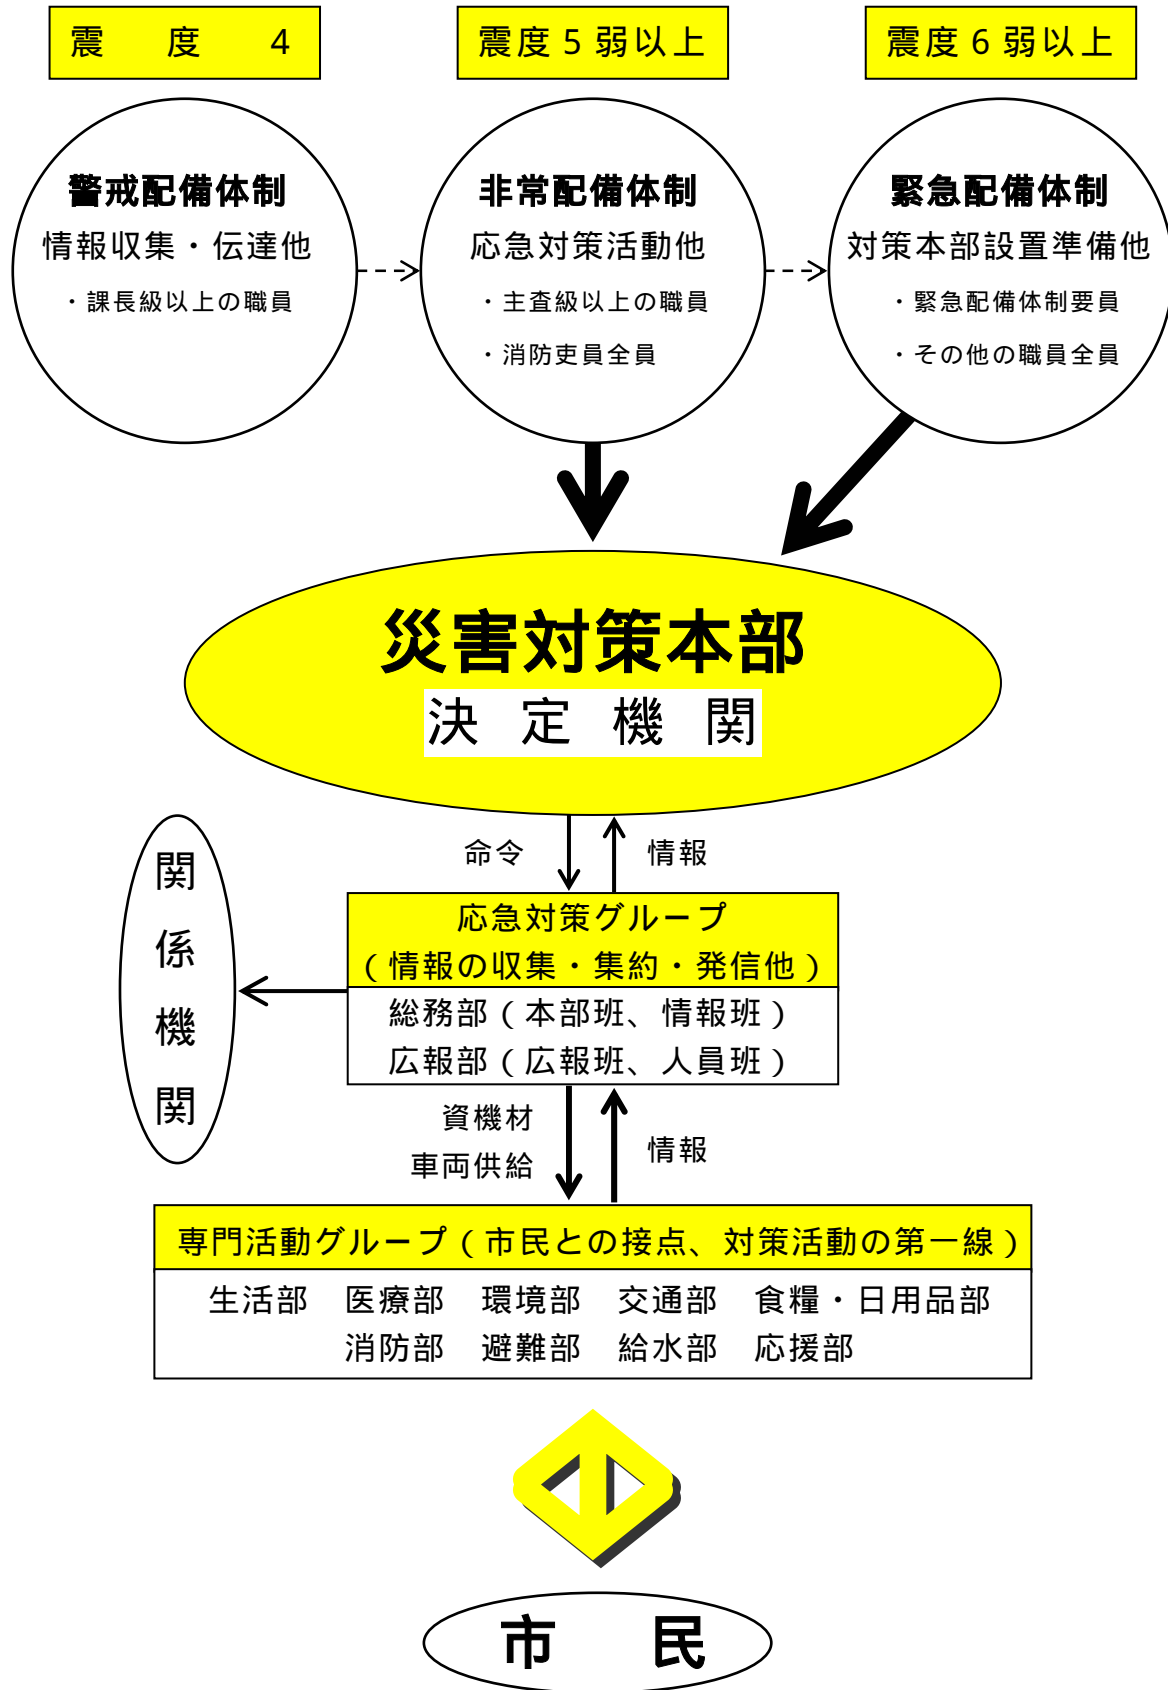 震　度　4
震度5弱以上
震度6弱以上
警戒配備体制
情報収集・伝達他
・課長級以上の職員
非常配備体制
応急対策活動他
・主査級以上の職員
・消防吏員全員
緊急配備体制
対策本部設置準備他
・緊急配備体制要員
・その他の職員全員
災害対策本部
決定機関
命令
情報
関係機関
応急対策グループ
(情報の収集・集約・発信他)
総務部(本部班、情報班)
広報部(広報班、人員班)
資機材
車両供給
情報
専門活動グループ(市民との接点、対策活動の第一線)
生活部　医療部　環境部　交通部　食糧・日用品部
消防部　避難部　給水部　応援部
市　民